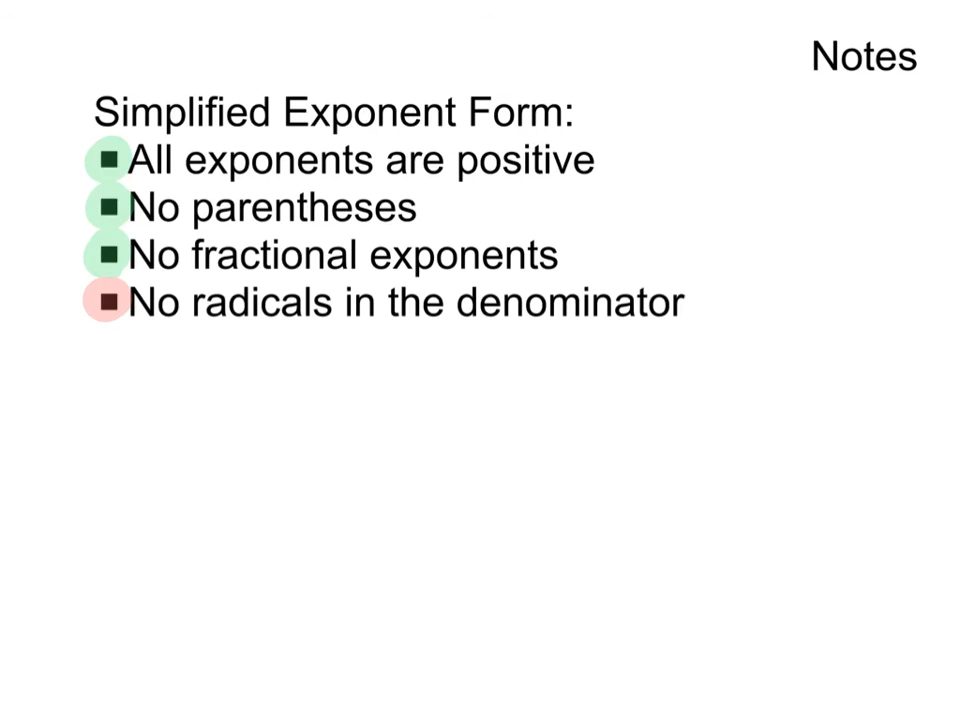 Notes
Simplified Exponent Form:
▪ All exponents are positive
▪ No parentheses
▪ No fractional exponents
▪ No radicals in the denominator